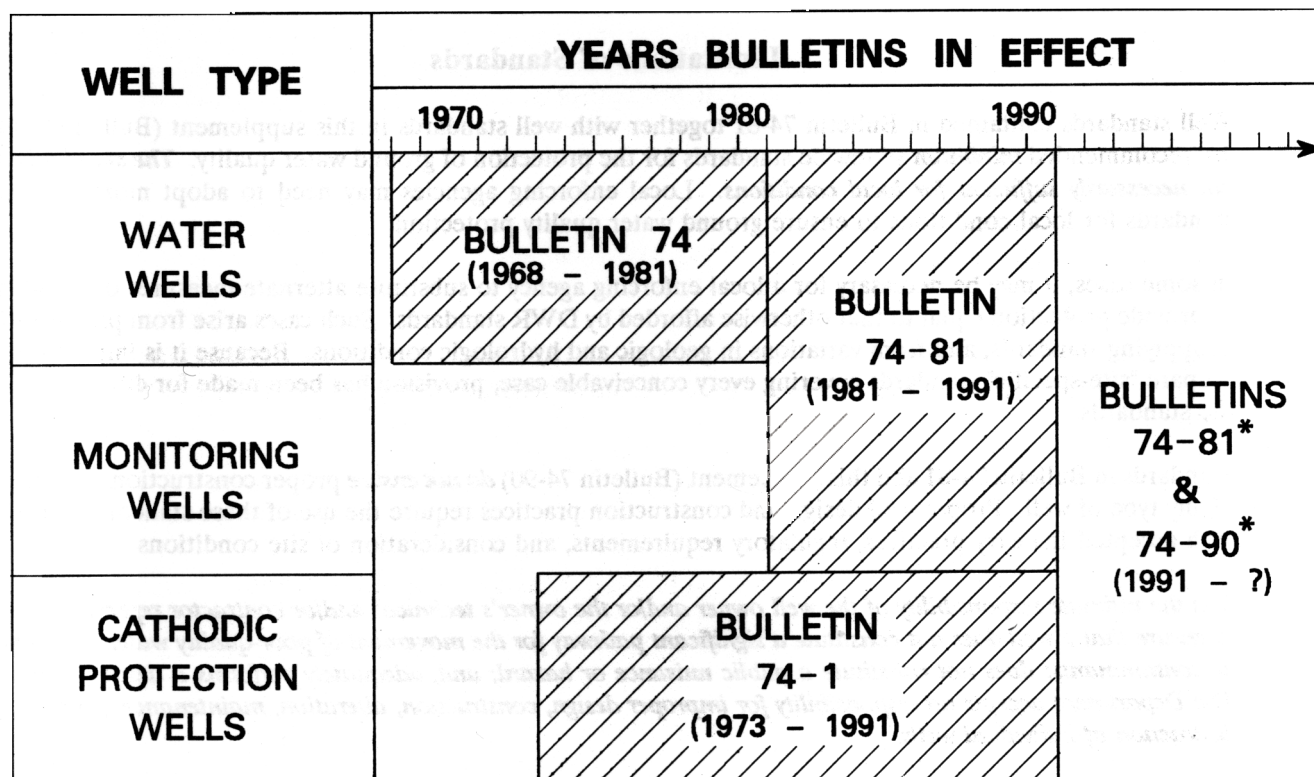 WELL TYPE
YEARS BULLETINS IN EFFECT
1970 1980 1990
WATER
WELLS
BULLETIN 74
(1968 – 1981)
BULLETIN
74–81
(1981 – 1991)
MONITORING
WELLS
BULLETINS
74–81*
&
74–90*
(1991 – ?)
CATHODIC
PROTECTION
WELLS
BULLETIN
74–1
(1973 – 1991)